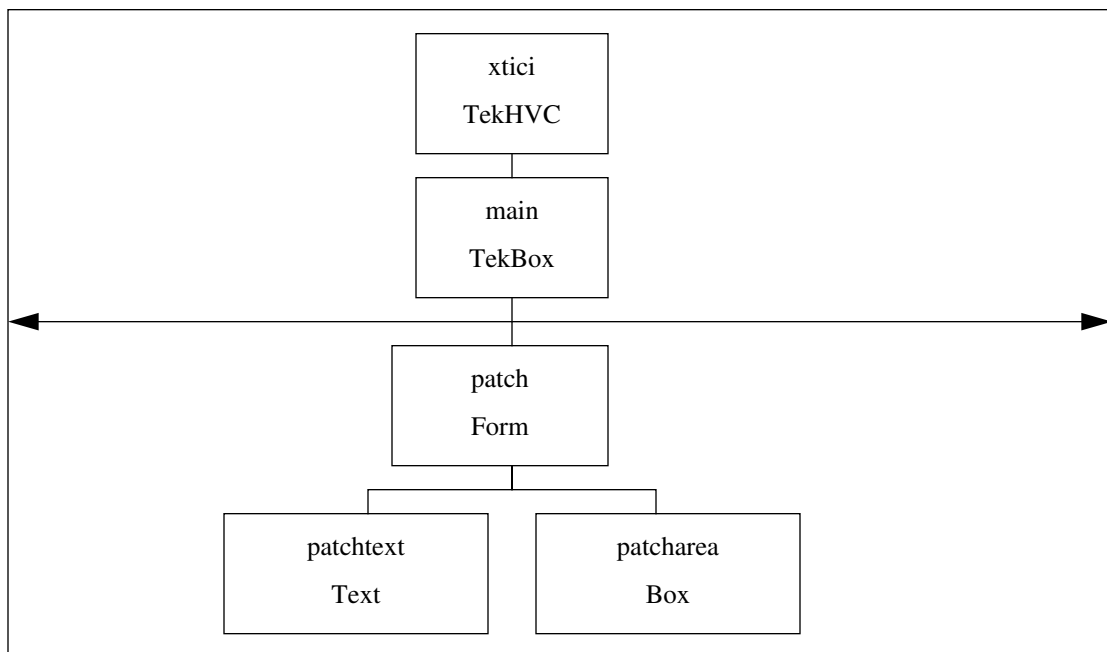 xtici
TekHVC
main
TekBox
patch
Form
patchtext
Text
patcharea
Box